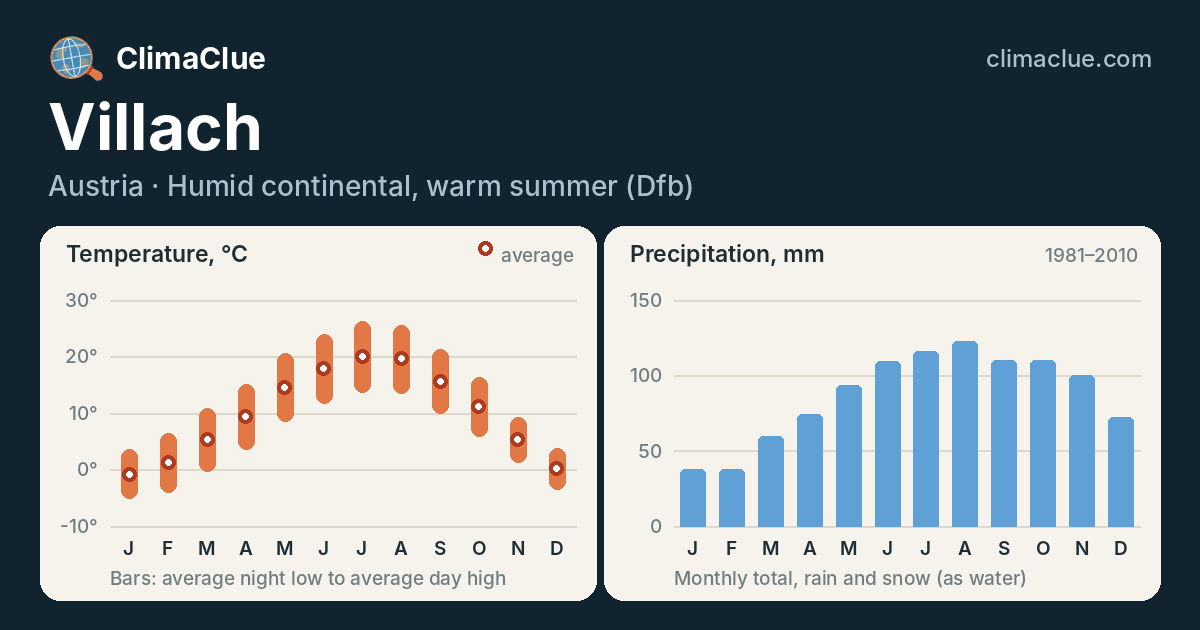 ClimaClue
climaclue.com
Villach
Austria · Humid continental, warm summer (Dfb)
Temperature, °C
average
30°
20°
10°
0°
-10°
J F M A M J J A S O N D
Bars: average night low to average day high
Precipitation, mm
1981–2010
150
100
50
0
J F M A M J J A S O N D
Monthly total, rain and snow (as water)